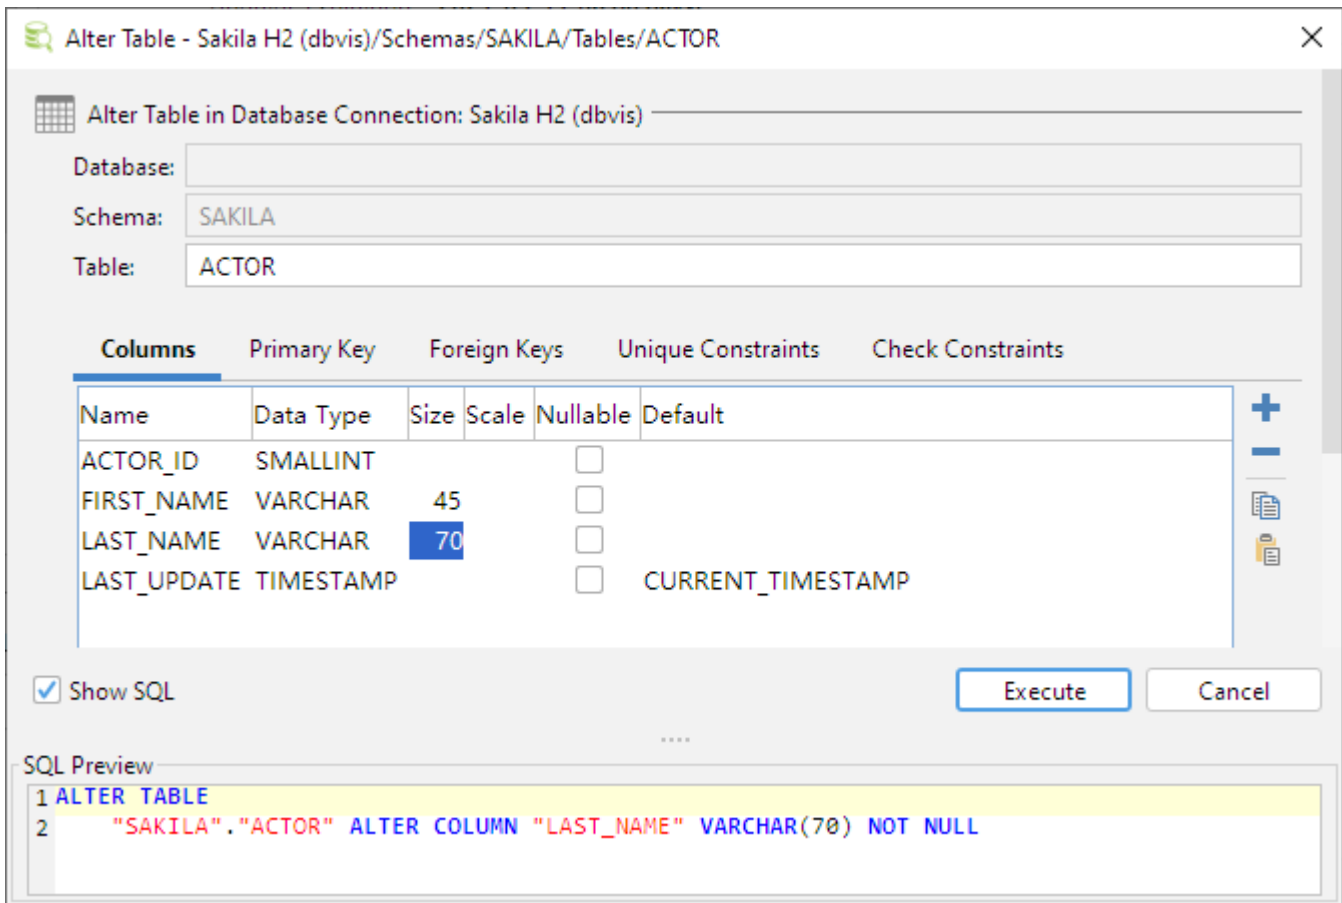 Alter Table - Sakila H2 (dbvis)/Schemas/SAKILA/Tables/ACTOR
Alter Table in Database Connection: Sakila H2 (dbvis)
Database:
Schema: SAKILA
Table: ACTOR
Columns Primary Key Foreign Keys Unique Constraints Check Constraints
Name Data Type Size Scale Nullable Default
ACTOR_ID SMALLINT
FIRST_NAME VARCHAR 45
LAST_NAME VARCHAR 70
LAST_UPDATE TIMESTAMP CURRENT_TIMESTAMP
Show SQL Execute Cancel
SQL Preview
1 ALTER TABLE
2 "SAKILA"."ACTOR" ALTER COLUMN "LAST_NAME" VARCHAR(70) NOT NULL